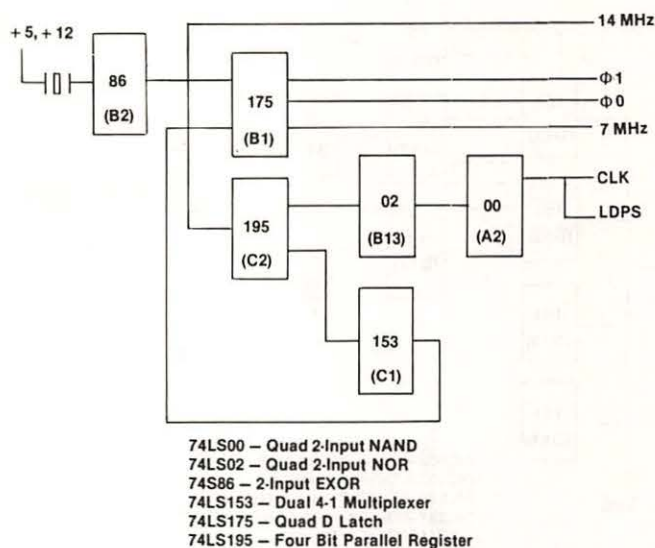 + 5, + 12
14 MHz
86
(B2)
175
(B1)
Φ1
Φ0
7 MHz
195
(C2)
02
(B13)
00
(A2)
CLK
LDPS
153
(C1)
74LS00 – Quad 2-Input NAND
74LS02 – Quad 2-Input NOR
74S86 – 2-Input EXOR
74LS153 – Dual 4-1 Multiplexer
74LS175 – Quad D Latch
74LS195 – Four Bit Parallel Register